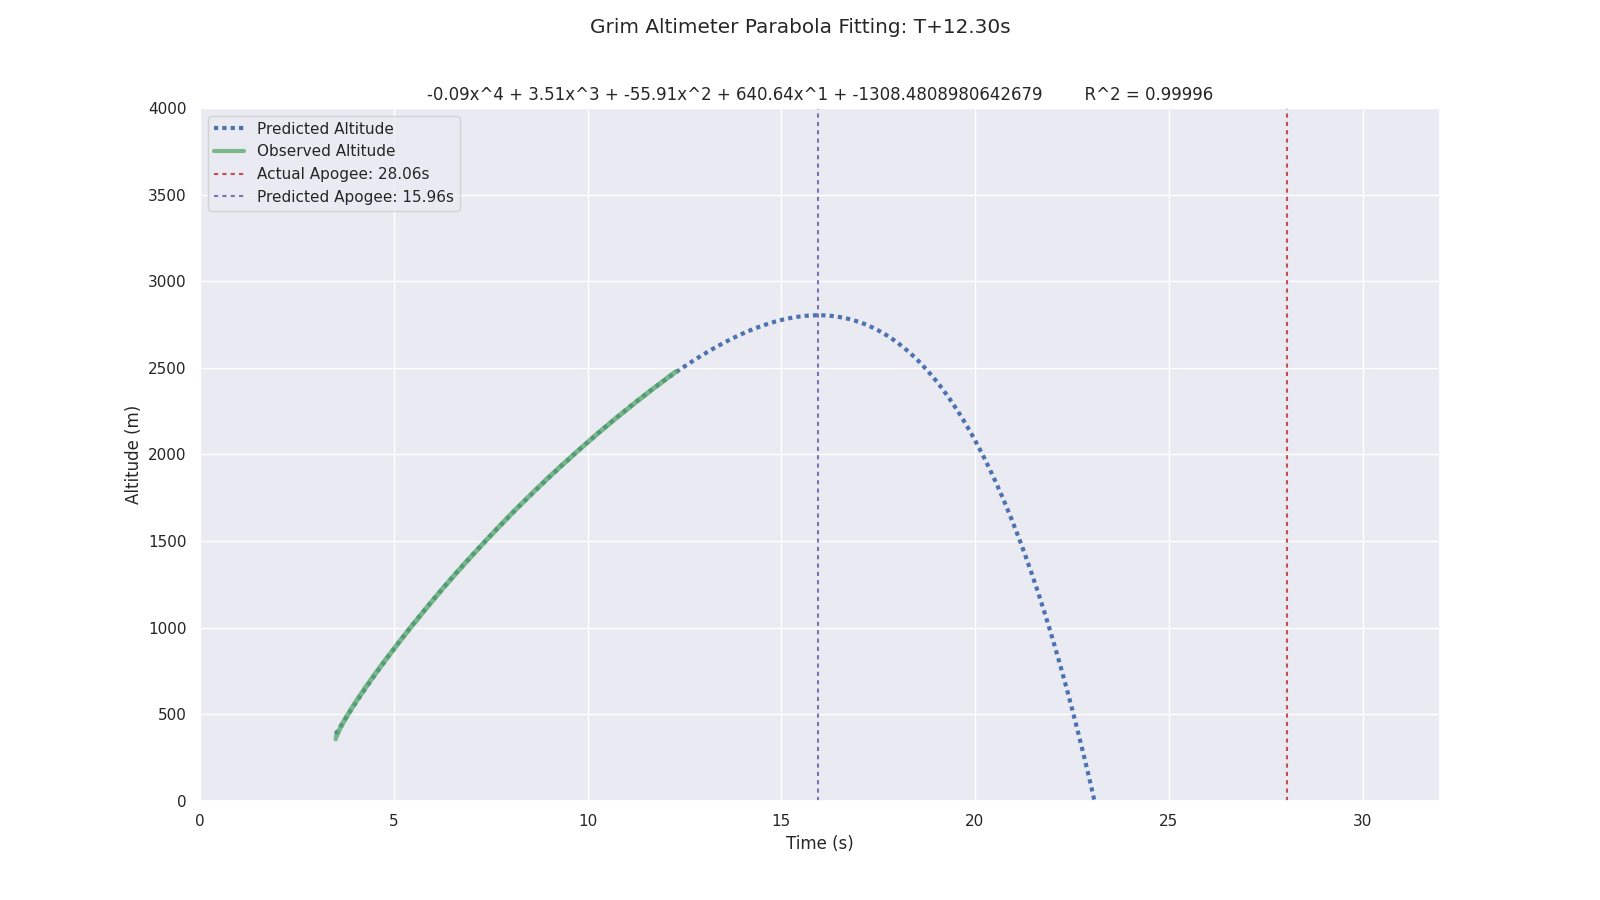 Grim Altimeter Parabola Fitting: T+12.30s
-0.09x^4 + 3.51x^3 + -55.91x^2 + 640.64x^1 + -1308.4808980642679 R^2 = 0.99996
Predicted Altitude
Observed Altitude
Actual Apogee: 28.06s
Predicted Apogee: 15.96s
Altitude (m)
4000
3500
3000
2500
2000
1500
1000
500
0
0 5 10 15 20 25 30
Time (s)